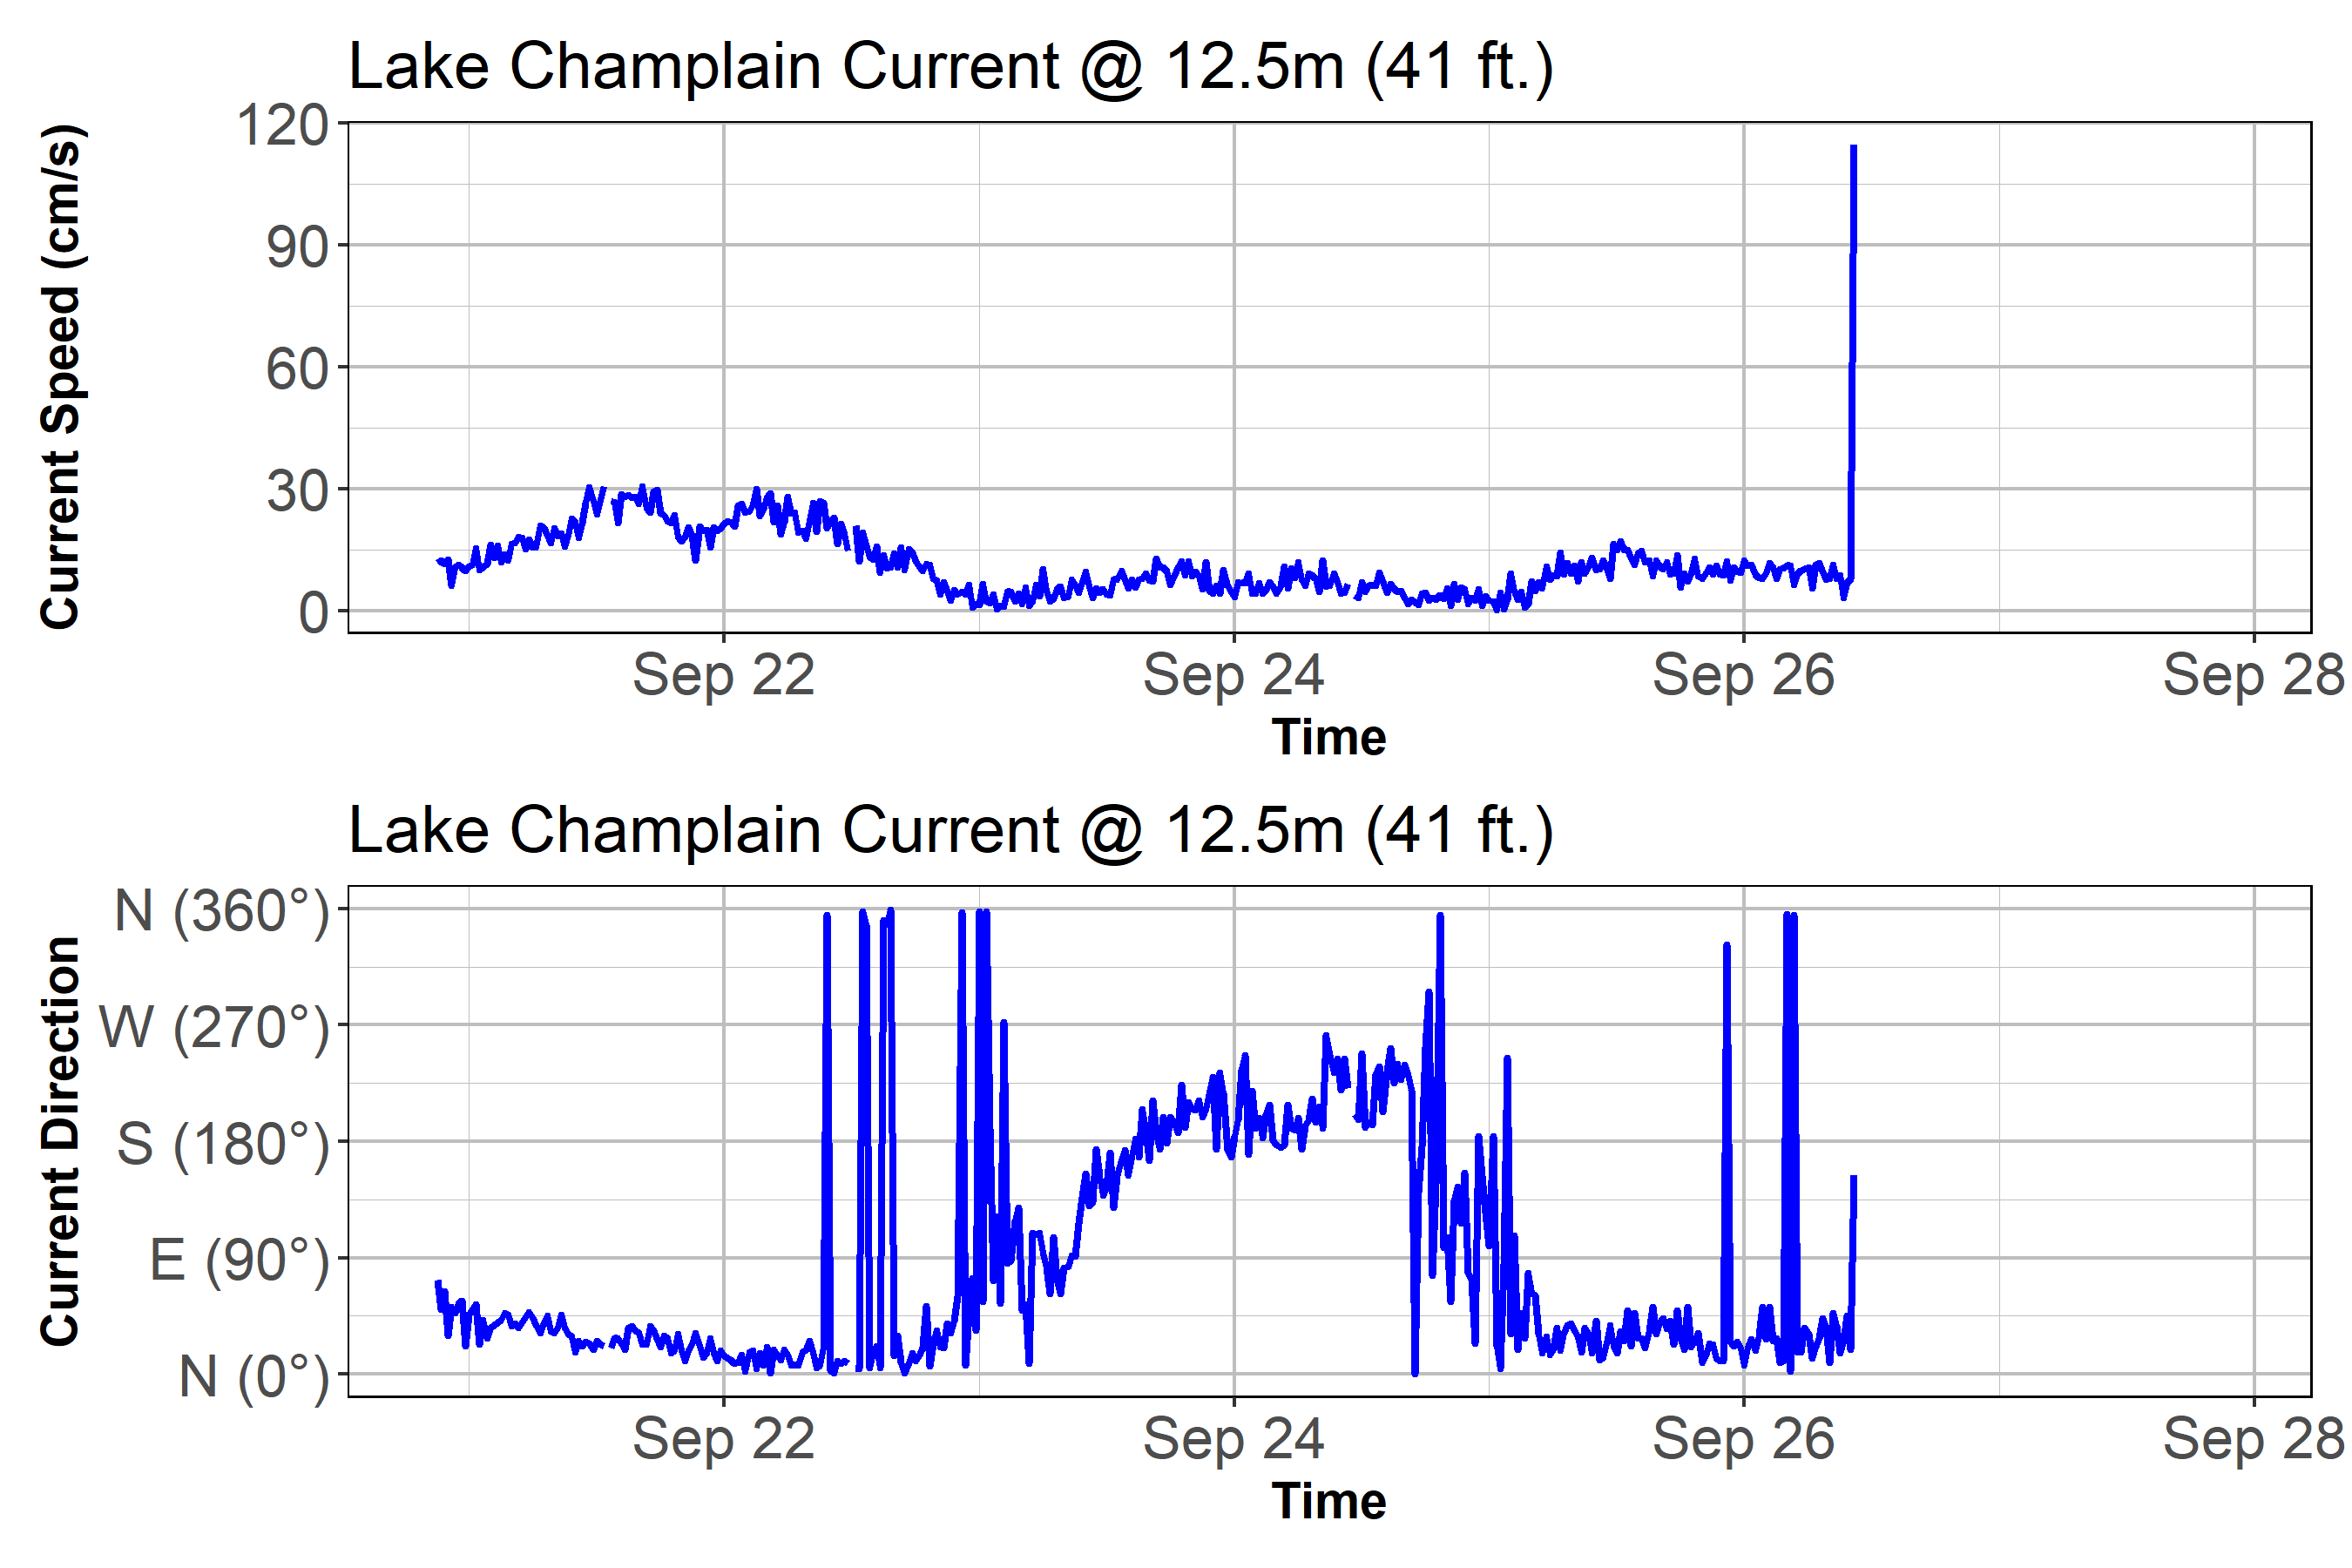 Lake Champlain Current @ 12.5m (41 ft.)
Current Speed (cm/s)
120
90
60
30
0
Sep 22 Sep 24 Sep 26 Sep 28
Time
Lake Champlain Current @ 12.5m (41 ft.)
Current Direction
N (360°)
W (270°)
S (180°)
E (90°)
N (0°)
Sep 22 Sep 24 Sep 26 Sep 28
Time